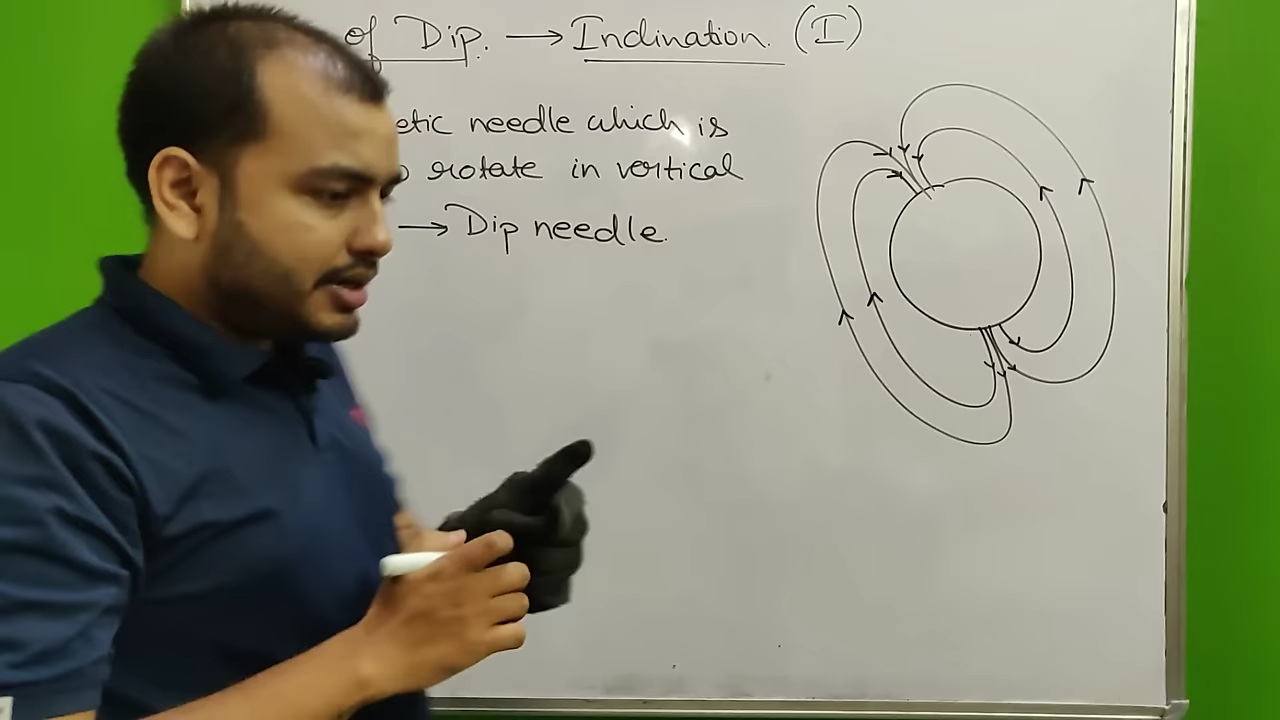 of Dip. → Inclination. (I)
etic needle which is
rotate in vertical
→ Dip needle.